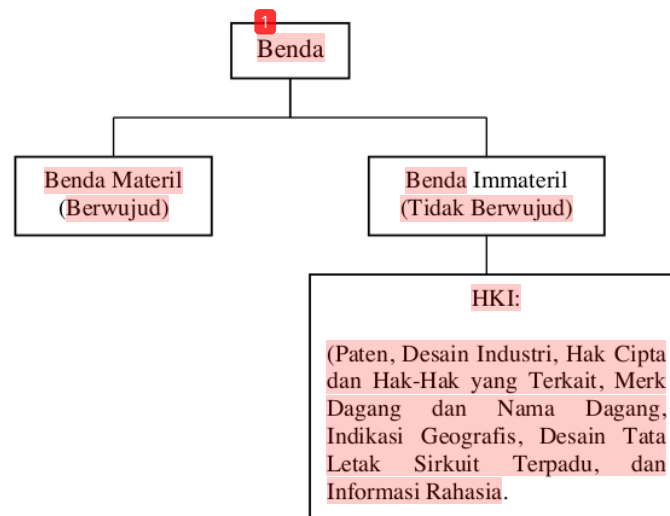 1
Benda
Benda Materil
(Berwujud)
Benda Immateril
(Tidak Berwujud)
HKI:
(Paten, Desain Industri, Hak Cipta
dan Hak-Hak yang Terkait, Merk
Dagang dan Nama Dagang,
Indikasi Geografis, Desain Tata
Letak Sirkuit Terpadu, dan
Informasi Rahasia.